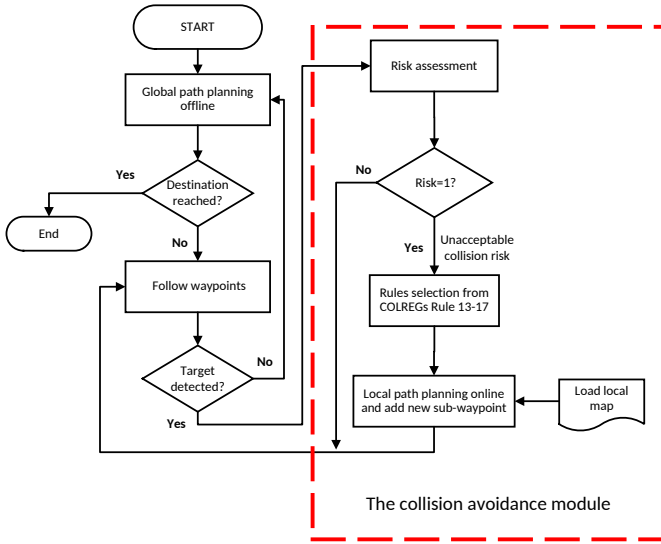 START
Global path planning
offline
Yes
Destination
reached?
End
No
Follow waypoints
Target
detected?
No
Yes
Risk assessment
No
Risk=1?
Yes
Unacceptable
collision risk
Rules selection from
COLREGs Rule 13-17
Local path planning online
and add new sub-waypoint
Load local
map
The collision avoidance module